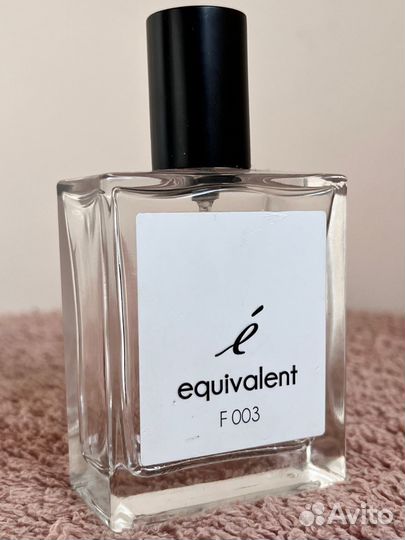 é
equivalent
F 003
Avito